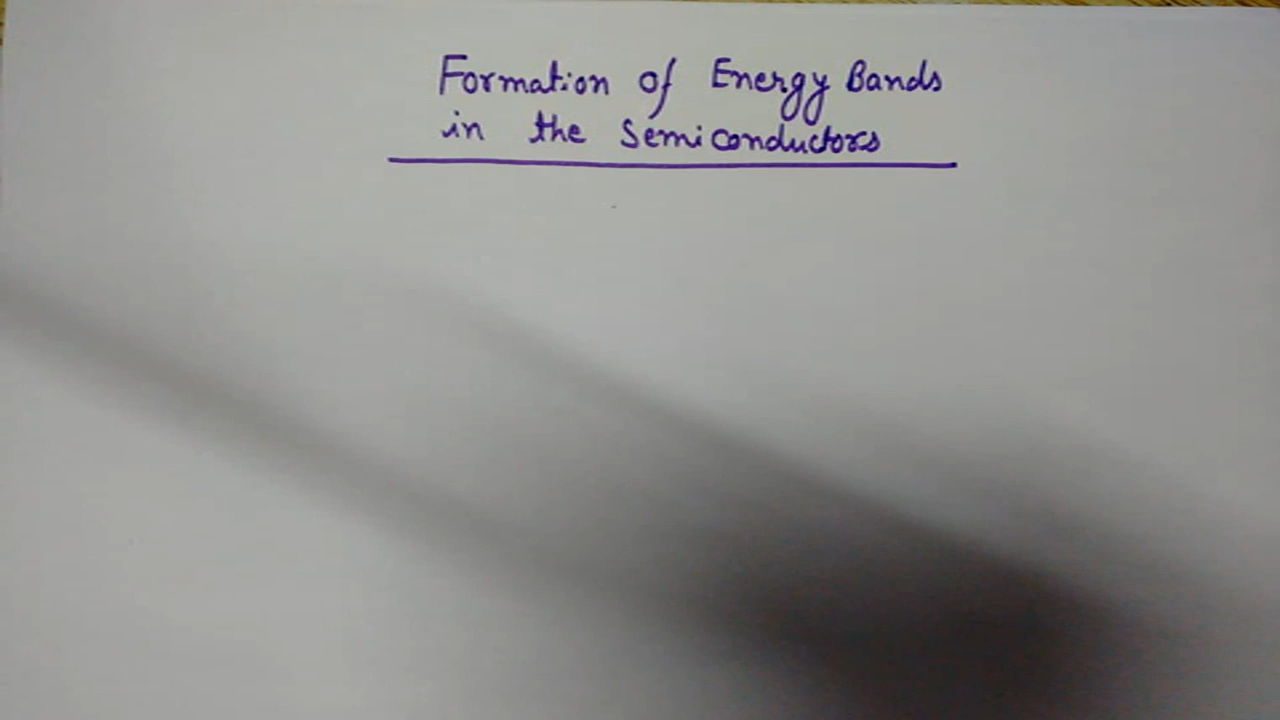 Formation of Energy Bands
in the Semiconductors